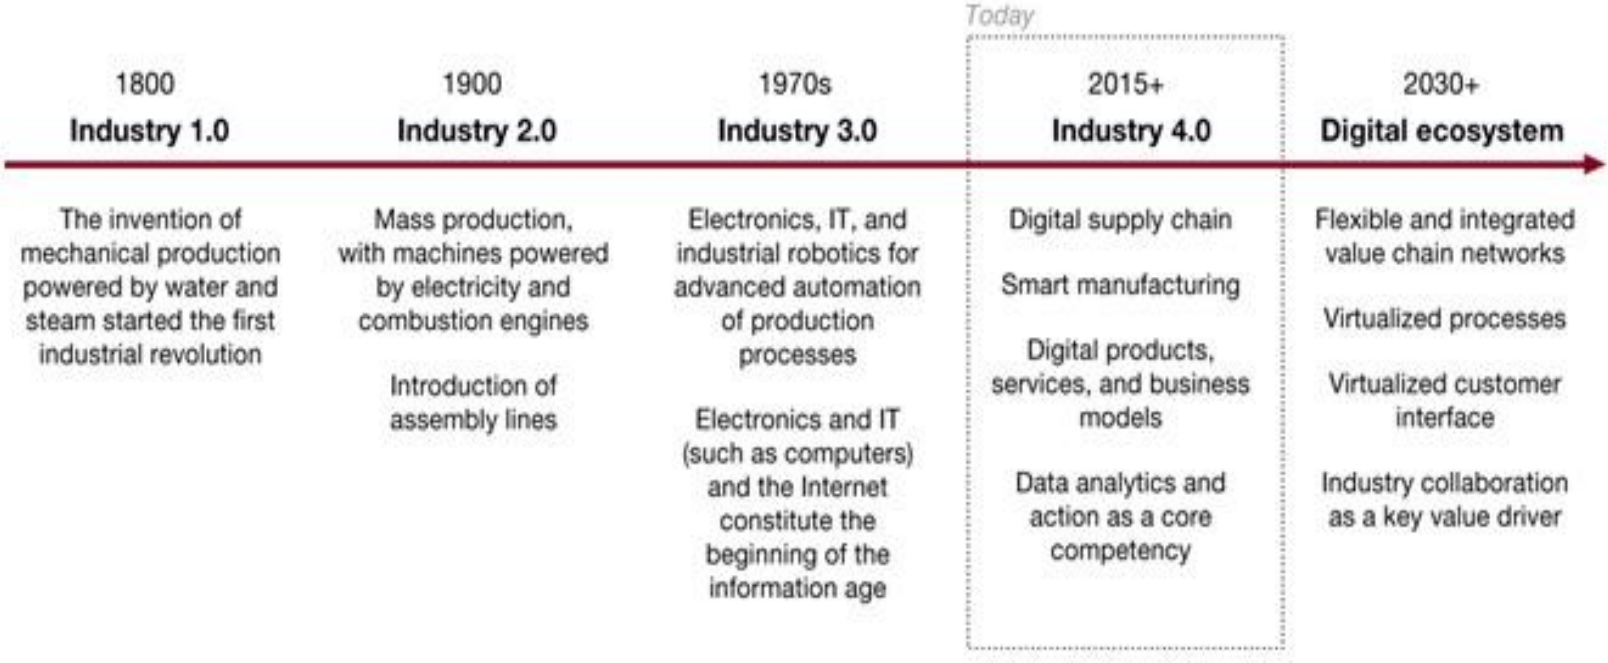 Today
1800
Industry 1.0
The invention of
mechanical production
powered by water and
steam started the first
industrial revolution
1900
Industry 2.0
Mass production,
with machines powered
by electricity and
combustion engines
Introduction of
assembly lines
1970s
Industry 3.0
Electronics, IT, and
industrial robotics for
advanced automation
of production
processes
Electronics and IT
(such as computers)
and the Internet
constitute the
beginning of the
information age
2015+
Industry 4.0
Digital supply chain
Smart manufacturing
Digital products,
services, and business
models
Data analytics and
action as a core
competency
2030+
Digital ecosystem
Flexible and integrated
value chain networks
Virtualized processes
Virtualized customer
interface
Industry collaboration
as a key value driver